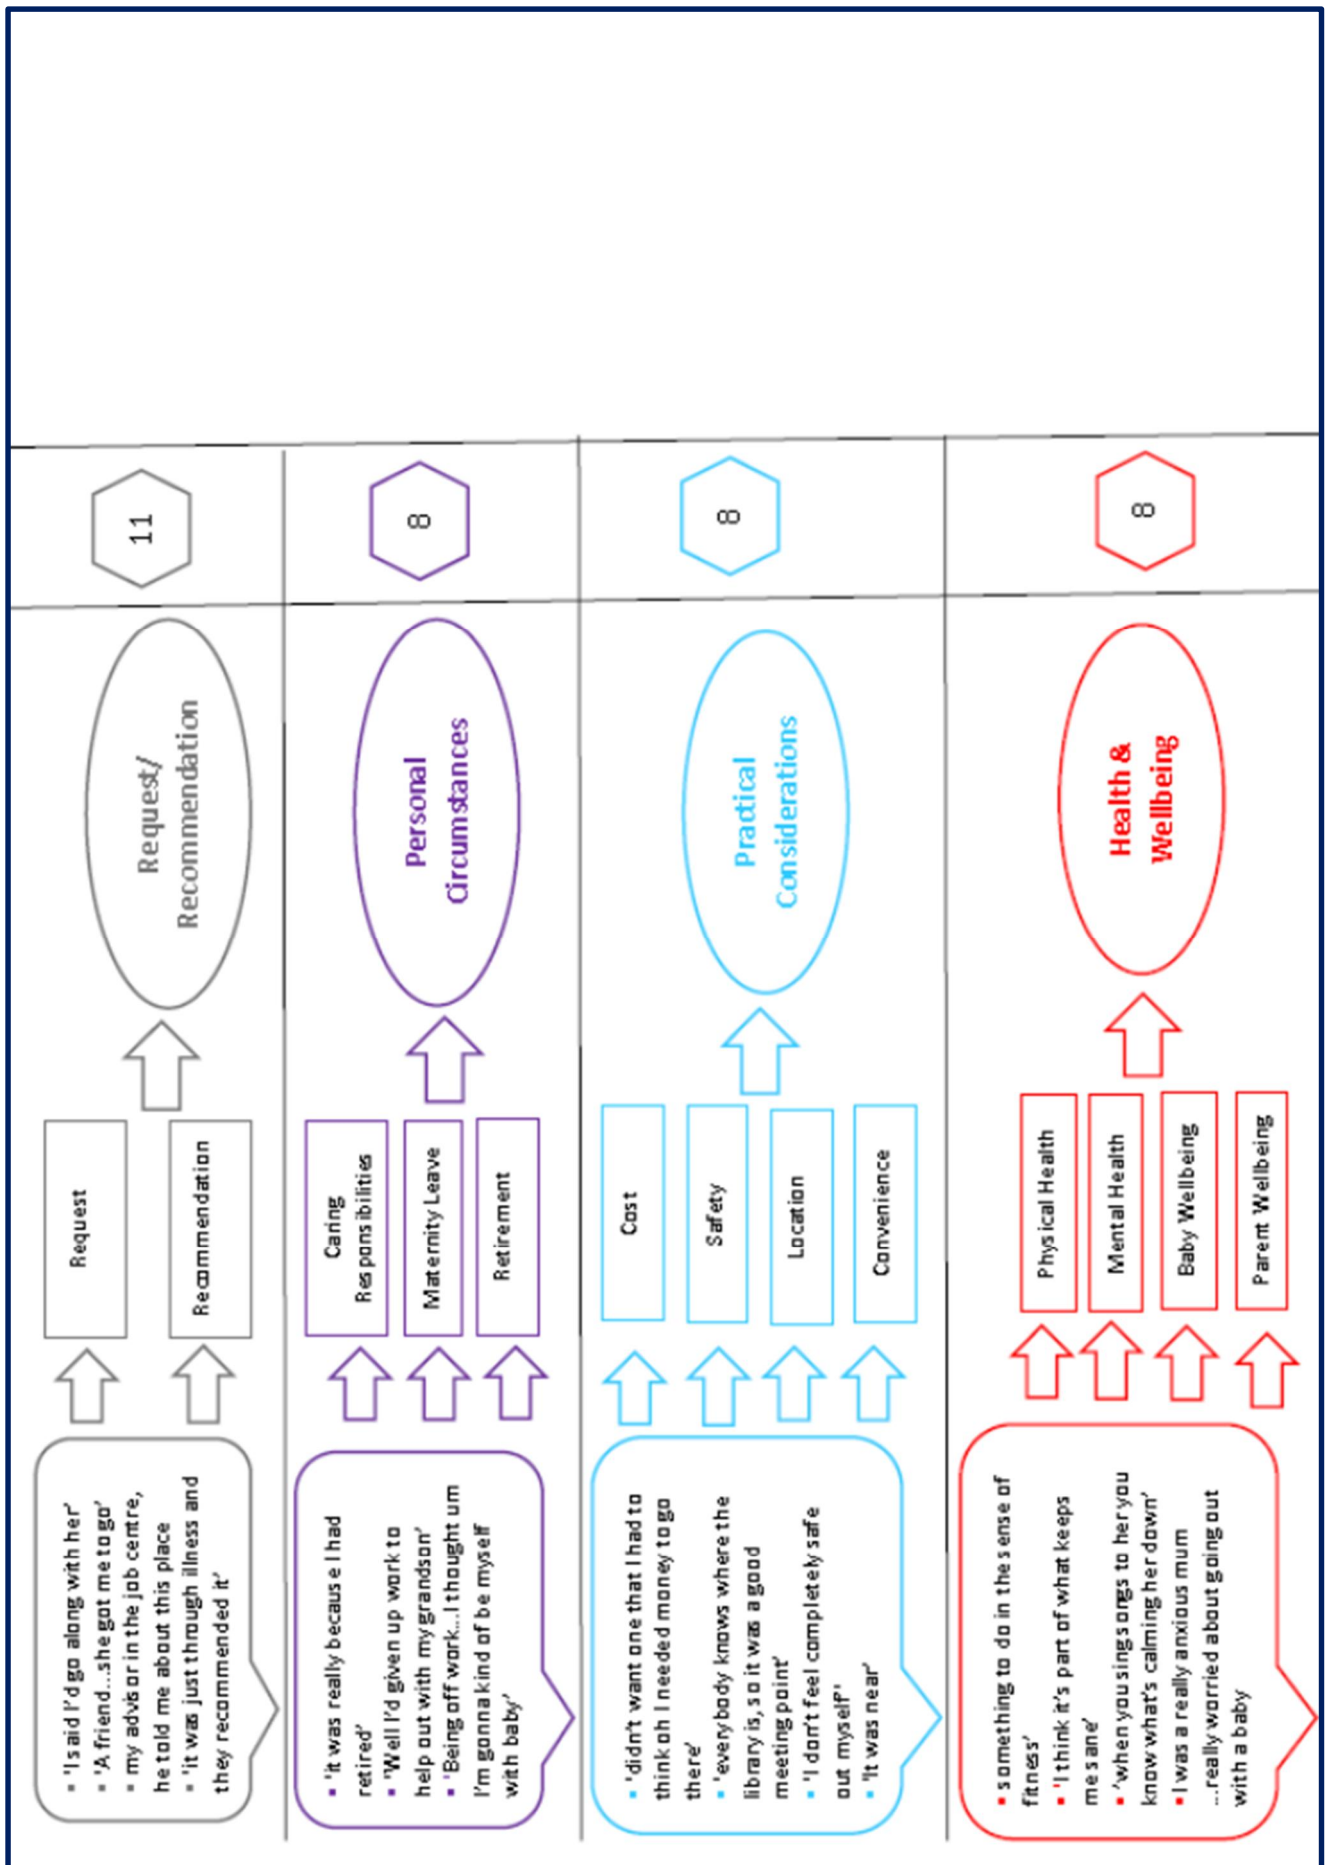 ▪ 'I said I'd go along with her'
▪ 'A friend...she got me to go'
▪ my advisor in the job centre,
he told me about this place
▪ 'it was just through illness and
they recommended it'
Request
Recommendation
Request/
Recommendation
11
▪ 'it was really because I had
retired'
▪ 'Well I'd given up work to
help out with my grandson'
▪ 'Being off work...I thought um
I'm gonna kind of be myself
with baby'
Caring
Responsibilities
Maternity Leave
Retirement
Personal
Circumstances
8
▪ 'didn't want one that I had to
think oh I needed money to go
there'
▪ 'everybody knows where the
library is, so it was a good
meeting point'
▪ 'I don't feel completely safe
out myself'
▪ 'It was near'
Cost
Safety
Location
Convenience
Practical
Considerations
8
▪ something to do in the sense of
fitness'
▪ 'I think it's part of what keeps
me sane'
▪ 'when you sing songs to her you
know what's calming her down'
▪ I was a really anxious mum
...really worried about going out
with a baby
Physical Health
Mental Health
Baby Wellbeing
Parent Wellbeing
Health &
Wellbeing
8